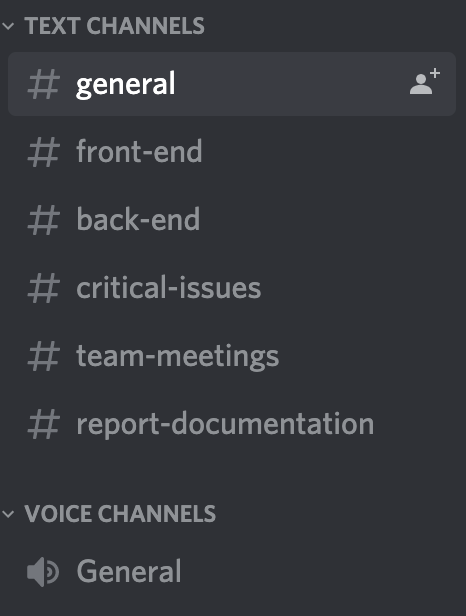 TEXT CHANNELS
# general
# front-end
# back-end
# critical-issues
# team-meetings
# report-documentation
VOICE CHANNELS
General